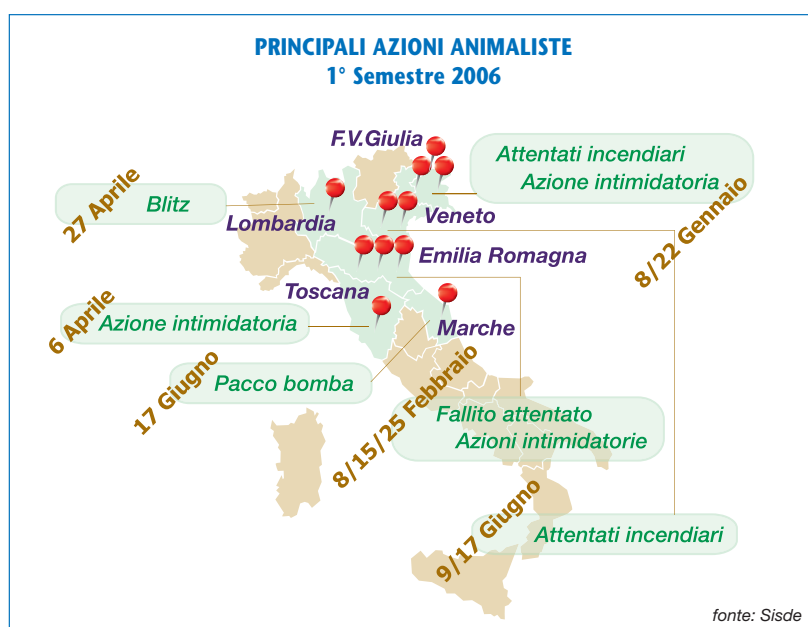 PRINCIPALI AZIONI ANIMALISTE
1° Semestre 2006
F.V.Giulia
Attentati incendiari
Azione intimidatoria
8/22 Gennaio
27 Aprile
Blitz
Lombardia
Veneto
Emilia Romagna
Toscana
6 Aprile
Azione intimidatoria
Marche
17 Giugno
Pacco bomba
8/15/25 Febbraio
Fallito attentato
Azioni intimidatorie
9/17 Giugno
Attentati incendiari
fonte: Sisde